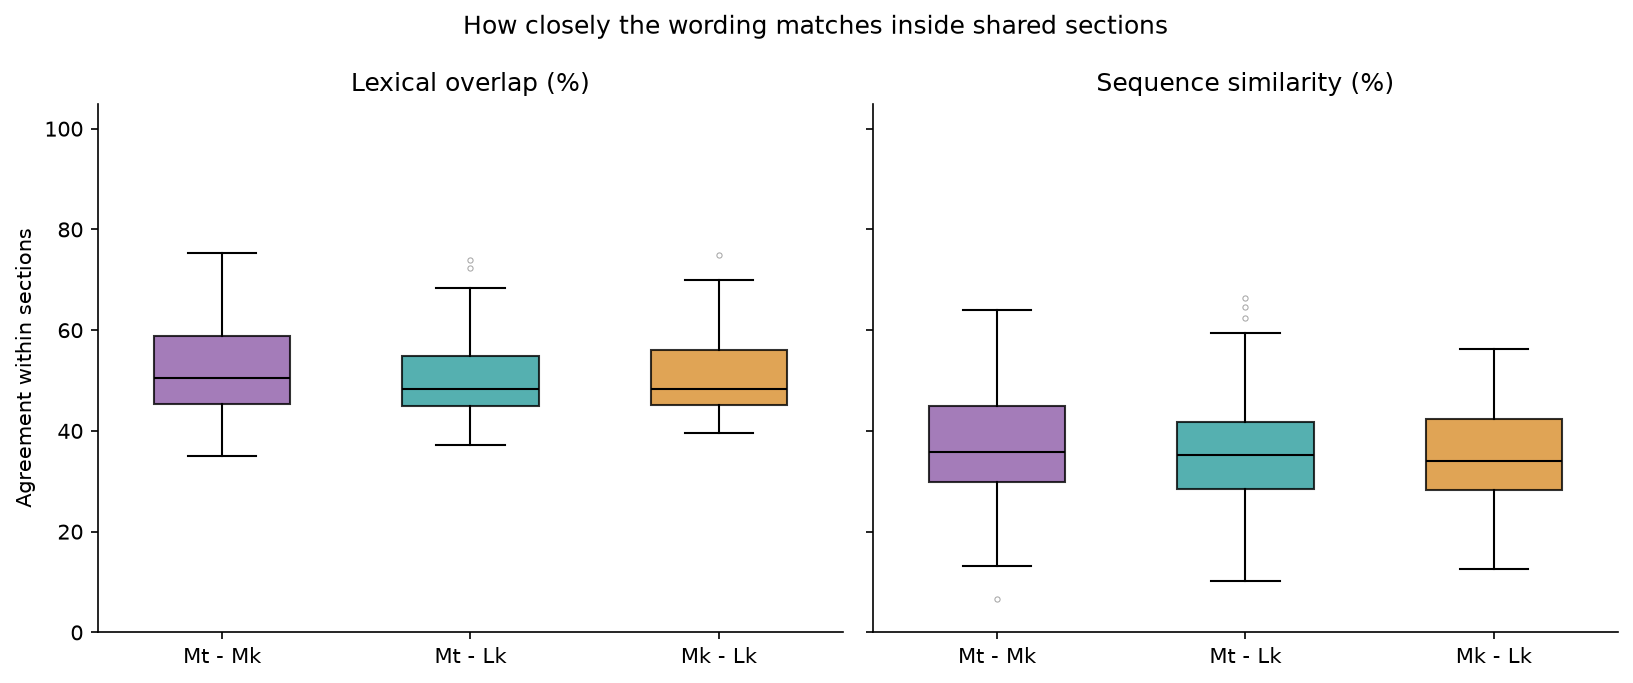 How closely the wording matches inside shared sections
Lexical overlap (%)
Sequence similarity (%)
Agreement within sections
100
80
60
40
20
0
Mt - Mk
Mt - Lk
Mk - Lk
Mt - Mk
Mt - Lk
Mk - Lk